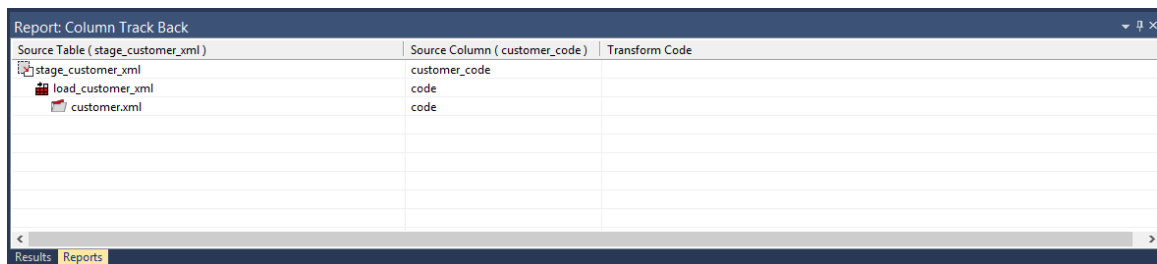 Report: Column Track Back
Source Table ( stage_customer_xml ) Source Column ( customer_code ) Transform Code
stage_customer_xml customer_code
load_customer_xml code
customer.xml code
Results Reports